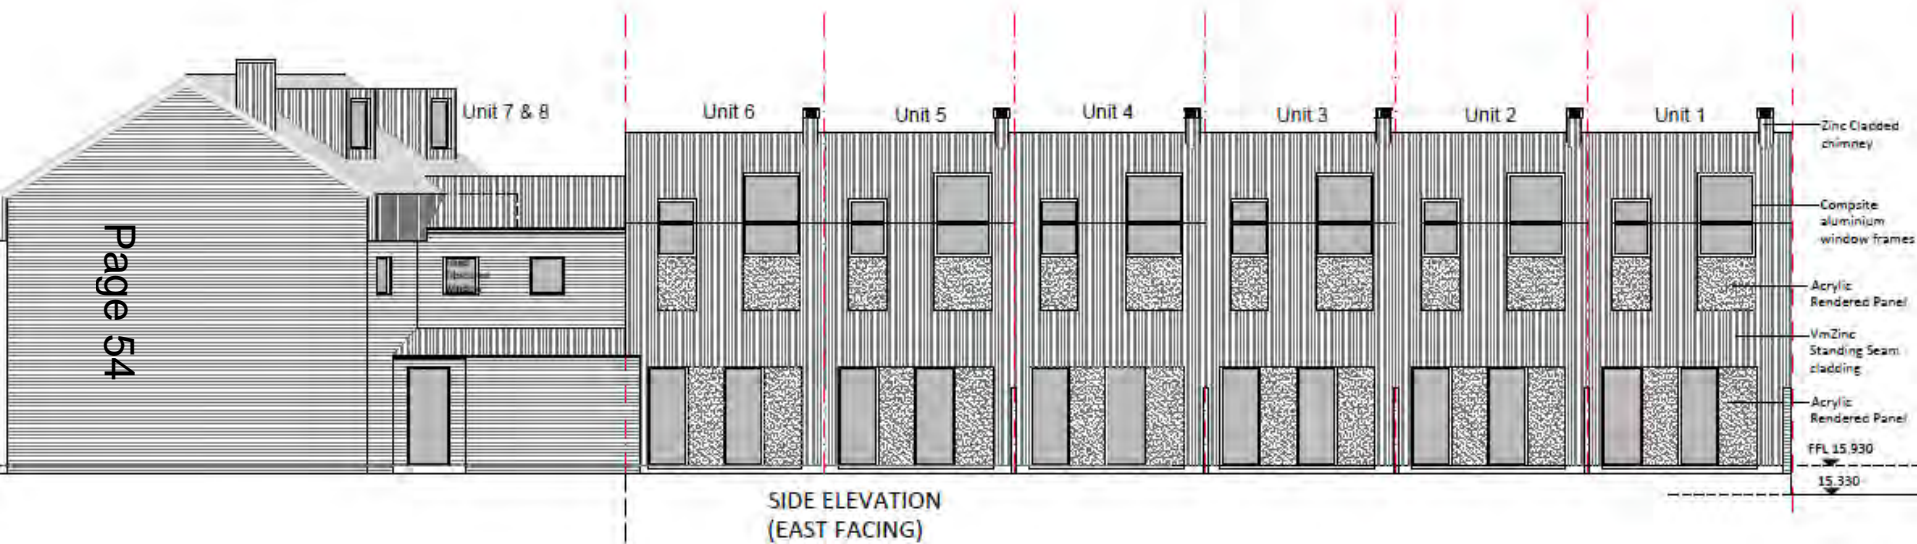 Unit 7 & 8
Unit 6
Unit 5
Unit 4
Unit 3
Unit 2
Unit 1
Zinc Cladded
chimney
Compsite
aluminium
window frames
Acrylic
Rendered Panel
VmZinc
Standing Seam
cladding
Acrylic
Rendered Panel
FFL 15.930
15.330
Page 54
Window
SIDE ELEVATION
(EAST FACING)